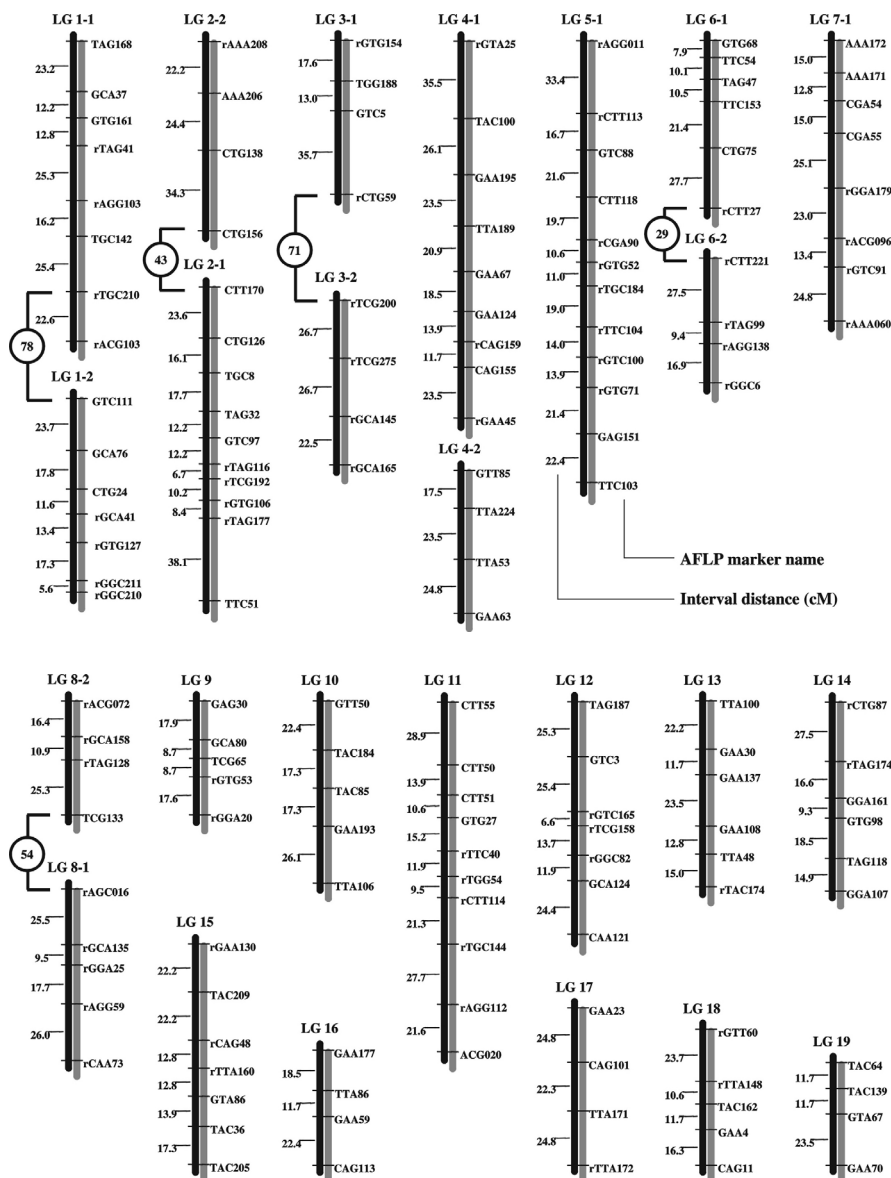 LG 1-1
TAG168
23.2
GCA37
12.2
GTG161
12.8
rTAG41
25.3
rAGG103
16.2
TGC142
25.4
rTGC210
22.6
rACG103
78
LG 1-2
GTC111
23.7
GCA76
17.8
CTG24
11.6
rGCA41
13.4
rGTG127
17.3
rGGC211
5.6
rGGC210
LG 2-2
rAAA208
22.2
AAA206
24.4
CTG138
34.3
CTG156
43
LG 2-1
CTT170
23.6
CTG126
16.1
TGC8
17.7
TAG32
12.2
GTC97
12.2
rTAG116
6.7
rTCG192
10.2
rGTG106
8.4
rTAG177
38.1
TTC51
LG 3-1
rGTG154
17.6
TGG188
13.0
GTC5
35.7
rCTG59
71
LG 3-2
rTCG200
26.7
rTCG275
26.7
rGCA145
22.5
rGCA165
LG 4-1
rGTA25
35.5
TAC100
26.1
GAA195
23.5
TTA189
20.9
GAA67
18.5
GAA124
13.9
rCAG159
11.7
CAG155
23.5
rGAA45
LG 4-2
GTT85
17.5
TTA224
23.5
TTA53
24.8
GAA63
LG 5-1
rAGG011
33.4
rCTT113
16.7
GTC88
21.6
CTT118
19.7
rCGA90
10.6
rGTG52
11.0
rTGC184
19.0
rTTC104
14.0
rGTC100
13.9
rGTG71
21.4
GAG151
22.4
TTC103
AFLP marker name
Interval distance (cM)
LG 6-1
GTG68
7.9
TTC54
10.1
TAG47
10.5
TTC153
21.4
CTG75
27.7
rCTT27
29
LG 6-2
rCTT221
27.5
rTAG99
9.4
rAGG138
16.9
rGGC6
LG 7-1
AAA172
15.0
AAA171
12.8
CGA54
15.0
CGA55
25.1
rGGA179
23.0
rACG096
13.4
rGTC91
24.8
rAAA060
LG 8-2
rACG072
16.4
rGCA158
10.9
rTAG128
25.3
TCG133
54
LG 8-1
rAGC016
25.5
rGCA135
9.5
rGGA25
17.7
rAGG59
26.0
rCAA73
LG 9
GAG30
17.9
GCA80
8.7
TCG65
8.7
rGTG53
17.6
rGGA20
LG 15
rGAA130
22.2
TAC209
22.2
rCAG48
12.8
rTTA160
12.8
GTA86
13.9
TAC36
17.3
TAC205
LG 10
GTT50
22.4
TAC184
17.3
TAC85
17.3
GAA193
26.1
TTA106
LG 16
GAA177
18.5
TTA86
11.7
GAA59
22.4
CAG113
LG 11
CTT55
28.9
CTT50
13.9
CTT51
10.6
GTG27
15.2
rTTC40
11.9
rTGG54
9.5
rCTT114
21.3
rTGC144
27.7
rAGG112
21.6
ACG020
LG 12
TAG187
25.3
GTC3
25.4
rGTC165
6.6
rTCG158
13.7
rGGC82
11.9
GCA124
24.4
CAA121
LG 17
GAA23
24.8
CAG101
22.3
TTA171
24.8
rTTA172
LG 13
TTA100
22.2
GAA30
11.7
GAA137
23.5
GAA108
12.8
TTA48
15.0
rTAC174
LG 18
rGTT60
23.7
rTTA148
10.6
TAC162
11.7
GAA4
16.3
CAG11
LG 14
rCTG87
27.5
rTAG174
16.6
GGA161
9.3
GTG98
18.5
TAG118
14.9
GGA107
LG 19
TAC64
11.7
TAC139
11.7
GTA67
23.5
GAA70